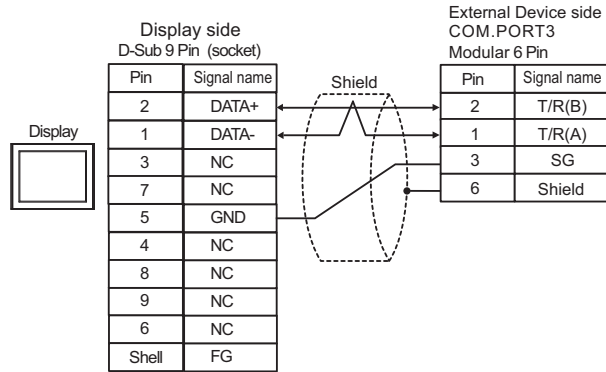 Display side
D-Sub 9 Pin (socket)
External Device side
COM.PORT3
Modular 6 Pin
Pin Signal name
Shield
Pin Signal name
2 DATA+
2 T/R(B)
Display
1 DATA-
1 T/R(A)
3 NC
3 SG
7 NC
6 Shield
5 GND
4 NC
8 NC
9 NC
6 NC
Shell FG